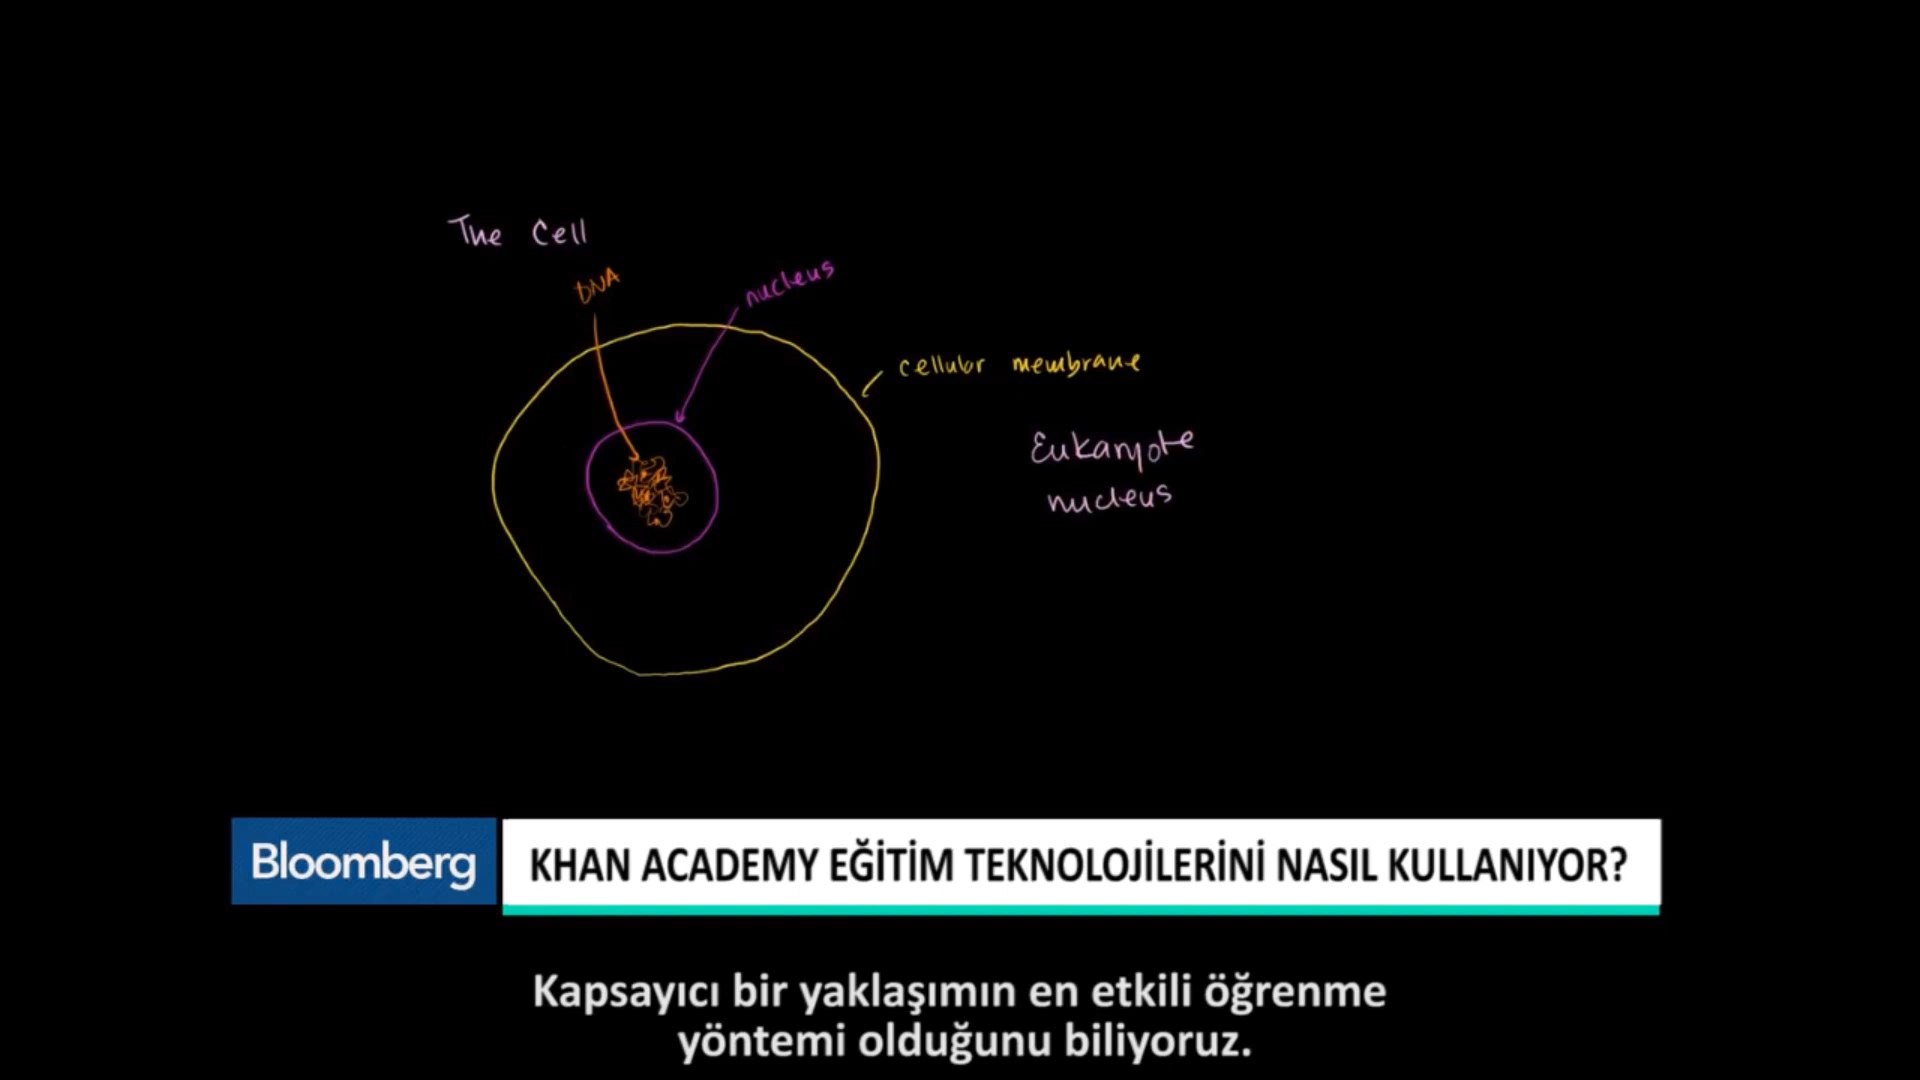 The Cell
DNA
nucleus
cellular membrane
Eukaryote
nucleus
Bloomberg
KHAN ACADEMY EĞİTİM TEKNOLOJİLERİNİ NASIL KULLANIYOR?
Kapsayıcı bir yaklaşımın en etkili öğrenme
yöntemi olduğunu biliyoruz.